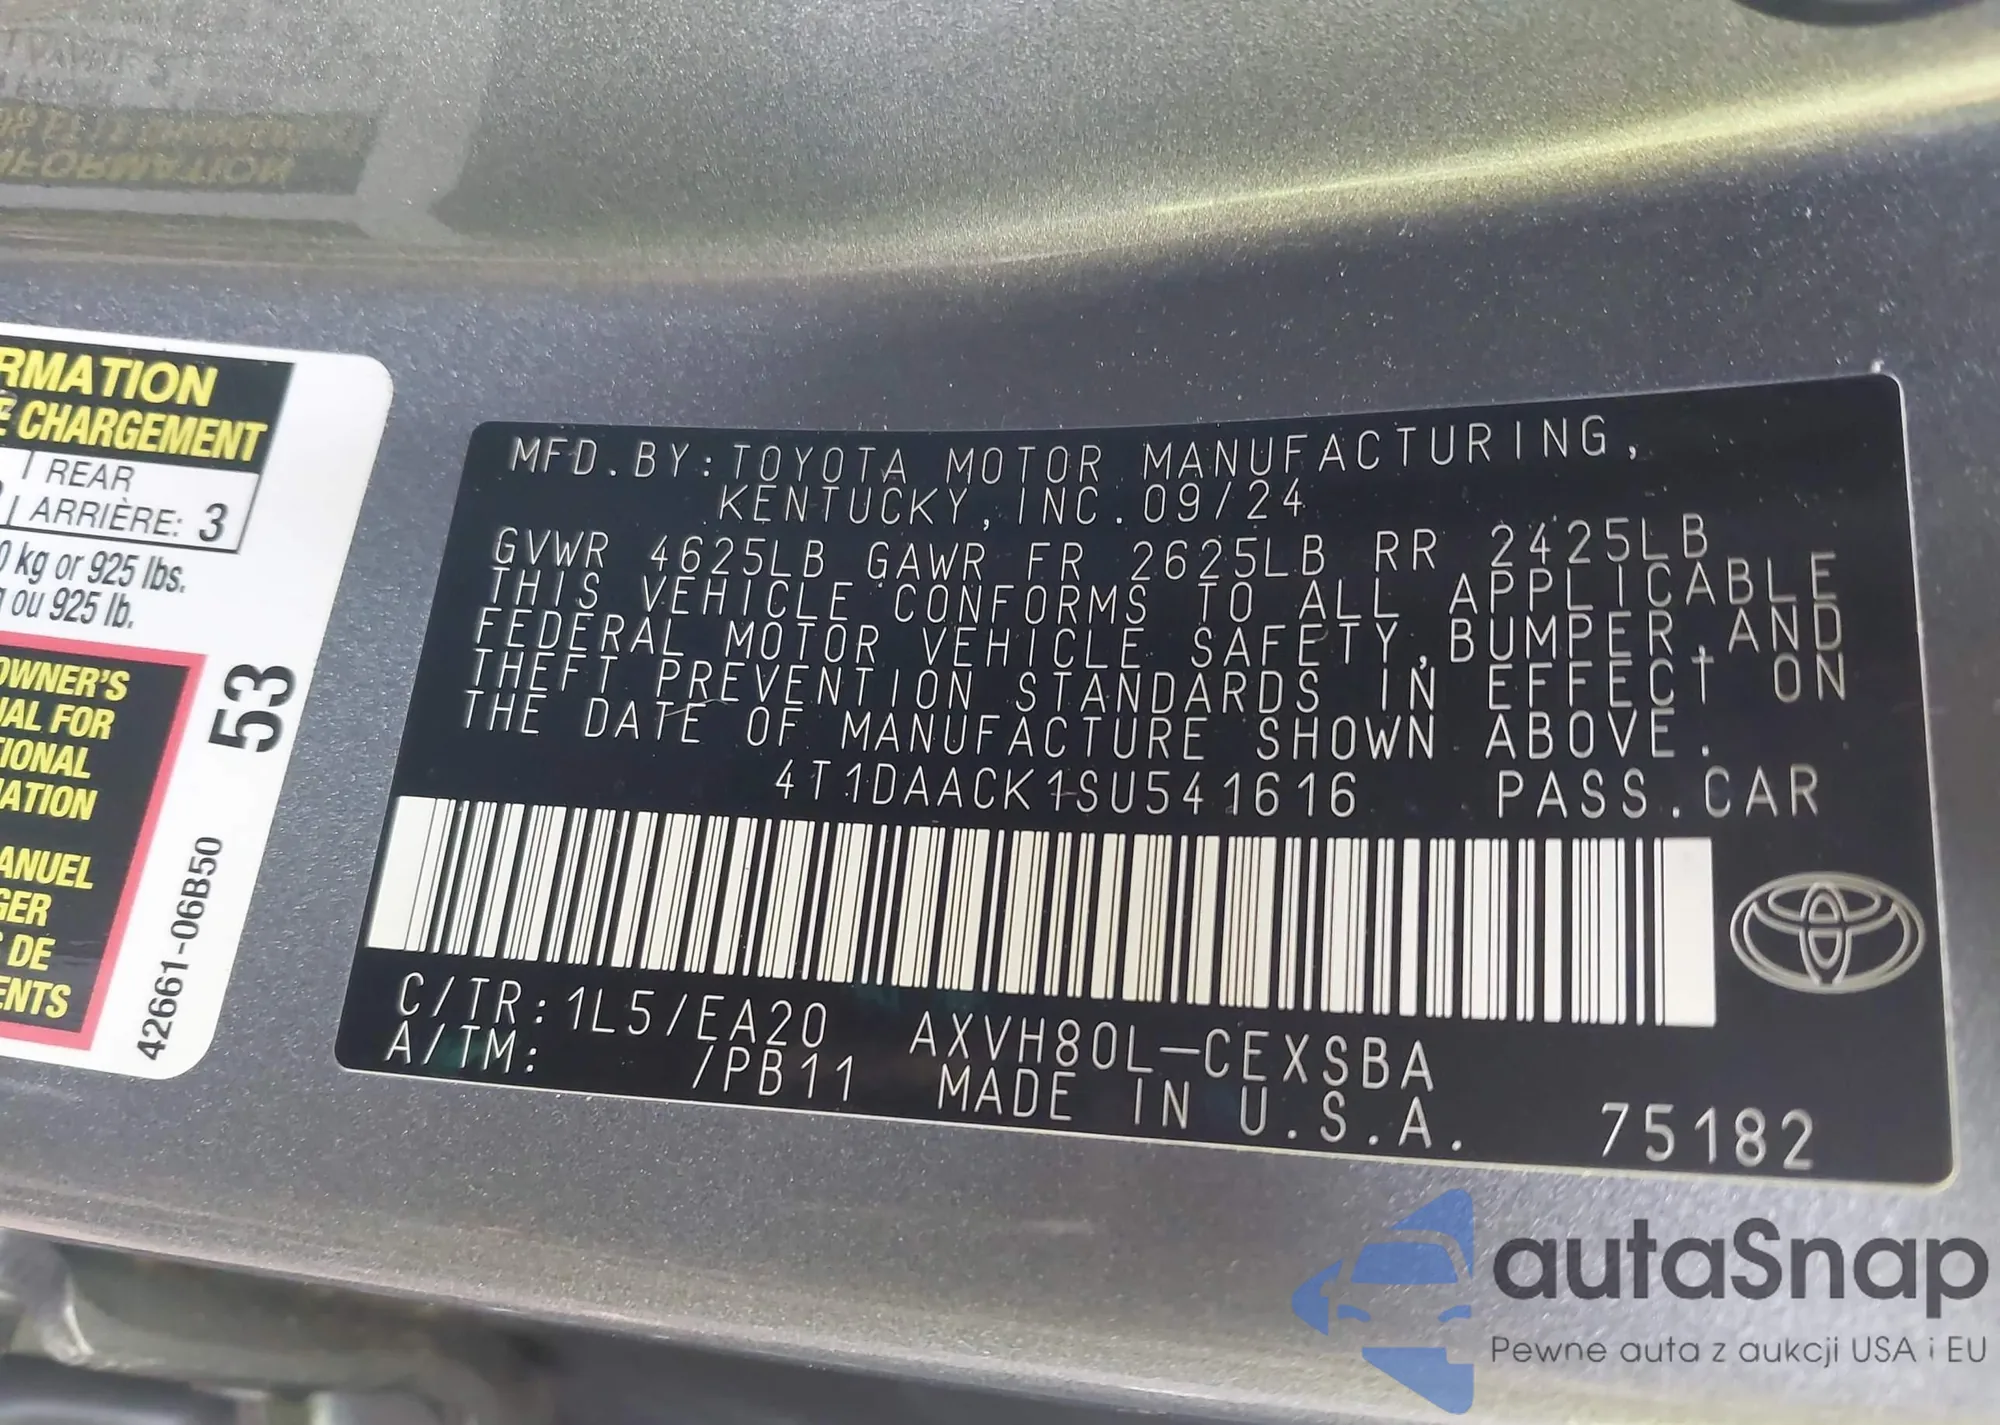 RMATION
E CHARGEMENT
REAR
ARRIÈRE: 3
0 kg or 925 lbs.
ou 925 lb.
OWNER'S
UAL FOR
TIONAL
MATION
ANUEL
GER
DE
ENTS
53
42661-06B50
MFD.BY:TOYOTA MOTOR MANUFACTURING,
KENTUCKY, INC.09/24
GVWR 4625LB GAWR FR 2625LB RR 2425LB
THIS VEHICLE CONFORMS TO ALL APPLICABLE
FEDERAL MOTOR VEHICLE SAFETY,BUMPER,AND
THEFT PREVENTION STANDARDS IN EFFECT ON
THE DATE OF MANUFACTURE SHOWN ABOVE.
4T1DAACK1SU541616 PASS.CAR
C/TR:1L5/EA20 AXVH80L-CEXSBA
A/TM: /PB11 MADE IN U.S.A. 75182
autaSnap
Pewne auta z aukcji USA i EU